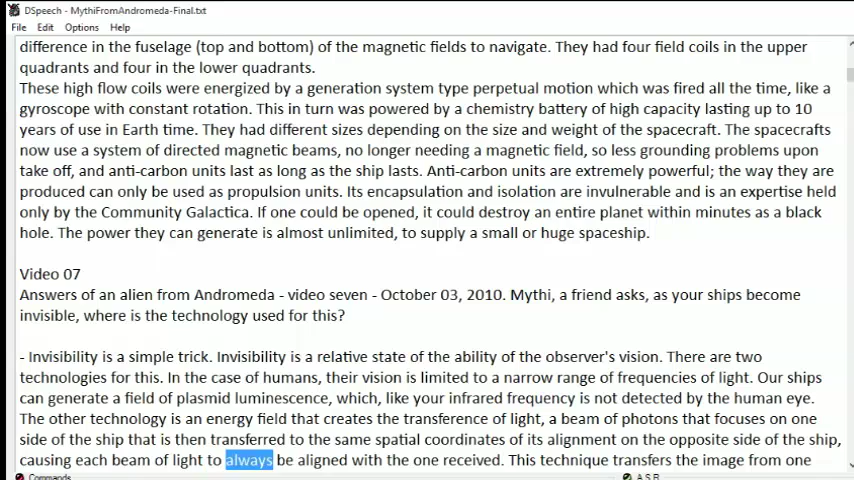 DSpeech - MythiFromAndromeda-Final.txt
File Edit Options Help
difference in the fuselage (top and bottom) of the magnetic fields to navigate. They had four field coils in the upper
quadrants and four in the lower quadrants.
These high flow coils were energized by a generation system type perpetual motion which was fired all the time, like a
gyroscope with constant rotation. This in turn was powered by a chemistry battery of high capacity lasting up to 10
years of use in Earth time. They had different sizes depending on the size and weight of the spacecraft. The spacecrafts
now use a system of directed magnetic beams, no longer needing a magnetic field, so less grounding problems upon
take off, and anti-carbon units last as long as the ship lasts. Anti-carbon units are extremely powerful; the way they are
produced can only be used as propulsion units. Its encapsulation and isolation are invulnerable and is an expertise held
only by the Community Galactica. If one could be opened, it could destroy an entire planet within minutes as a black
hole. The power they can generate is almost unlimited, to supply a small or huge spaceship.
Video 07
Answers of an alien from Andromeda - video seven - October 03, 2010. Mythi, a friend asks, as your ships become
invisible, where is the technology used for this?
- Invisibility is a simple trick. Invisibility is a relative state of the ability of the observer's vision. There are two
technologies for this. In the case of humans, their vision is limited to a narrow range of frequencies of light. Our ships
can generate a field of plasmid luminescence, which, like your infrared frequency is not detected by the human eye.
The other technology is an energy field that creates the transference of light, a beam of photons that focuses on one
side of the ship that is then transferred to the same spatial coordinates of its alignment on the opposite side of the ship,
causing each beam of light to always be aligned with the one received. This technique transfers the image from one
Commands A.S.R.